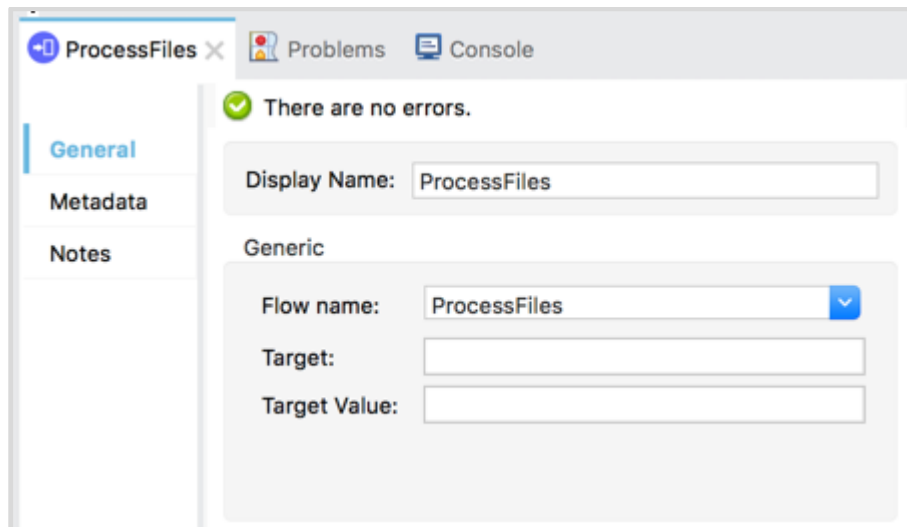 ProcessFiles Problems Console
There are no errors.
General
Metadata
Notes
Display Name: ProcessFiles
Generic
Flow name: ProcessFiles
Target:
Target Value: